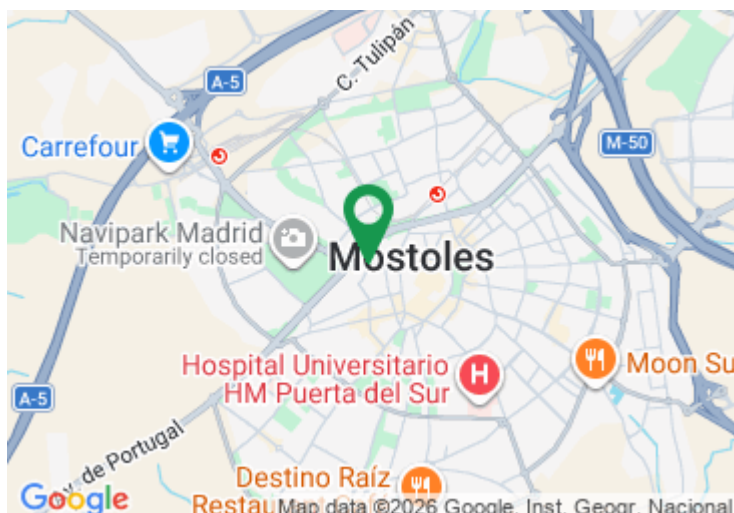 C. Tulipán
A-5
Carrefour
M-50
Navipark Madrid
Temporarily closed
Móstoles
Hospital Universitario
HM Puerta del Sur
H
Moon Su
A-5
de Portugal
Destino Raíz
Google
Map data ©2026 Google, Inst. Geogr. Nacional